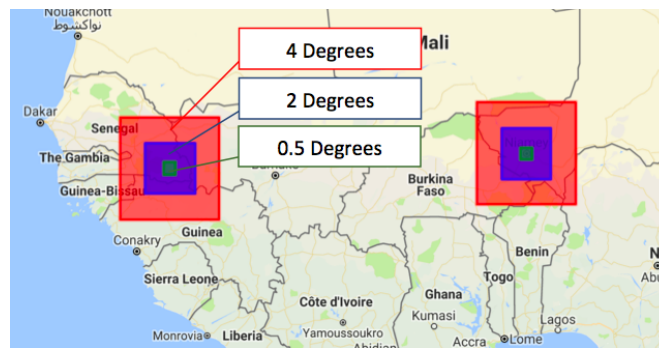 Nouakchott
نواكشوط
4 Degrees
Mali
2 Degrees
Dakar
Senegal
0.5 Degrees
The Gambia
Guinea-Bissau
Burkina
Faso
Guinea
Conakry
Benin
Sierra Leone
Togo
Côte d'Ivoire
Ghana
Kumasi
Lagos
Monrovia
Liberia
Yamoussoukro
Accra
Lome